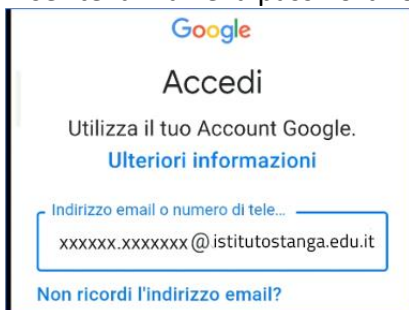 Google
Accedi
Utilizza il tuo Account Google.
Ulteriori informazioni
Indirizzo email o numero di tele...
xxxxxx.xxxxxxx@istitutostanga.edu.it
Non ricordi l'indirizzo email?